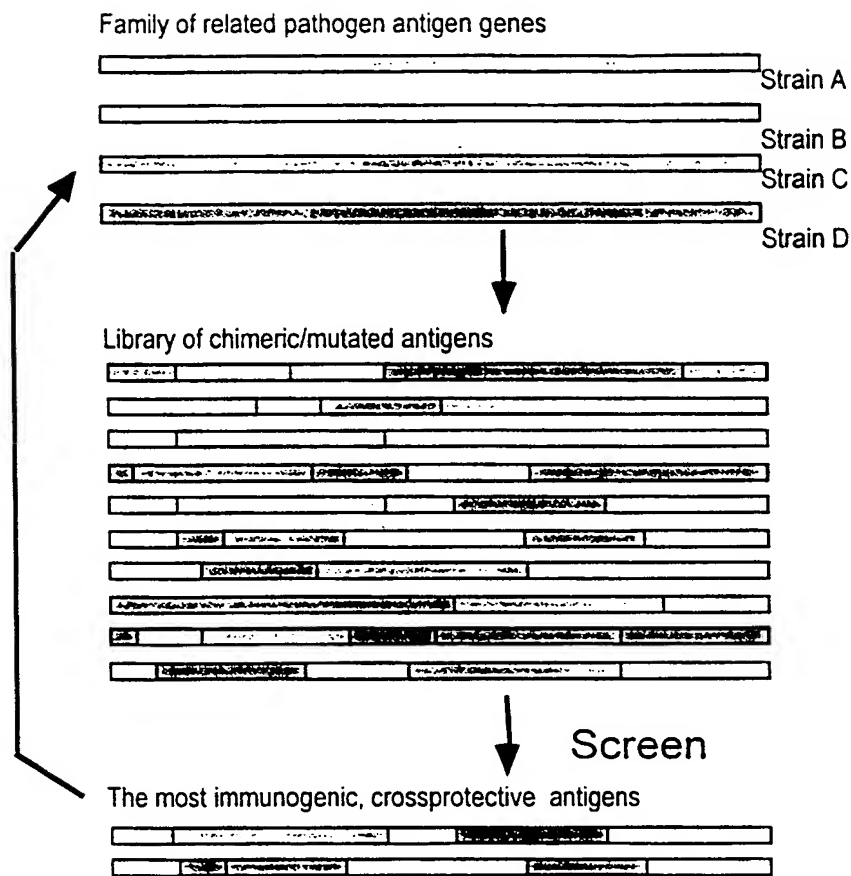 Family of related pathogen antigen genes
Strain A
Strain B
Strain C
Strain D
Library of chimeric/mutated antigens
Screen
The most immunogenic, crossprotective antigens